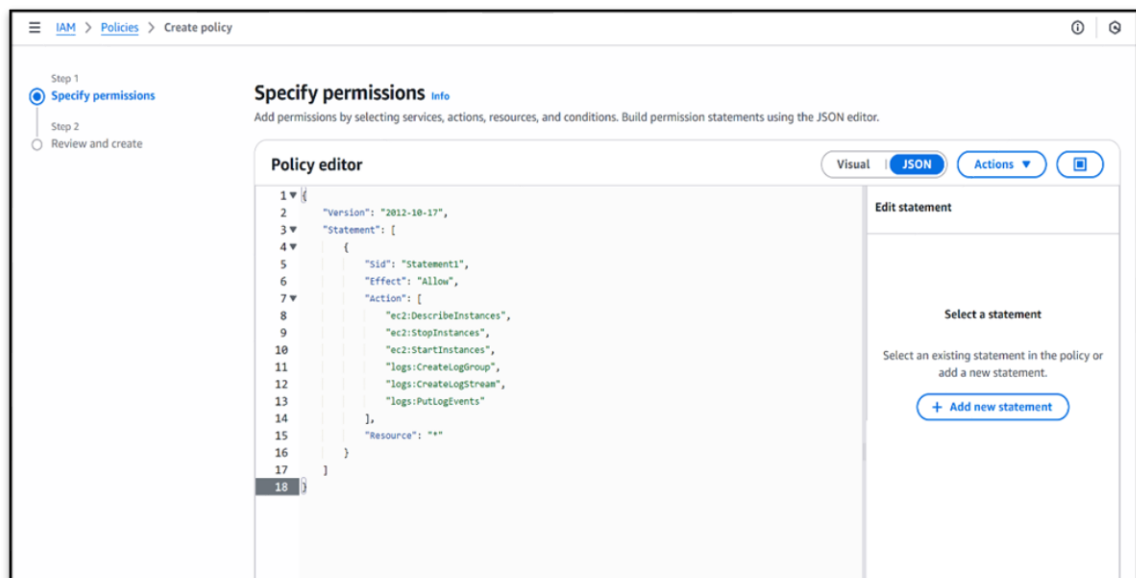 IAM > Policies > Create policy
Step 1
Specify permissions
Step 2
Review and create
Specify permissions Info
Add permissions by selecting services, actions, resources, and conditions. Build permission statements using the JSON editor.
Policy editor
Visual JSON Actions
1 {
2 "Version": "2012-10-17",
3 "Statement": [
4 {
5 "Sid": "Statement1",
6 "Effect": "Allow",
7 "Action": [
8 "ec2:DescribeInstances",
9 "ec2:StopInstances",
10 "ec2:StartInstances",
11 "logs:CreateLogGroup",
12 "logs:CreateLogStream",
13 "logs:PutLogEvents"
14 ],
15 "Resource": "*"
16 }
17 ]
18 }
Edit statement
Select a statement
Select an existing statement in the policy or
add a new statement.
+ Add new statement